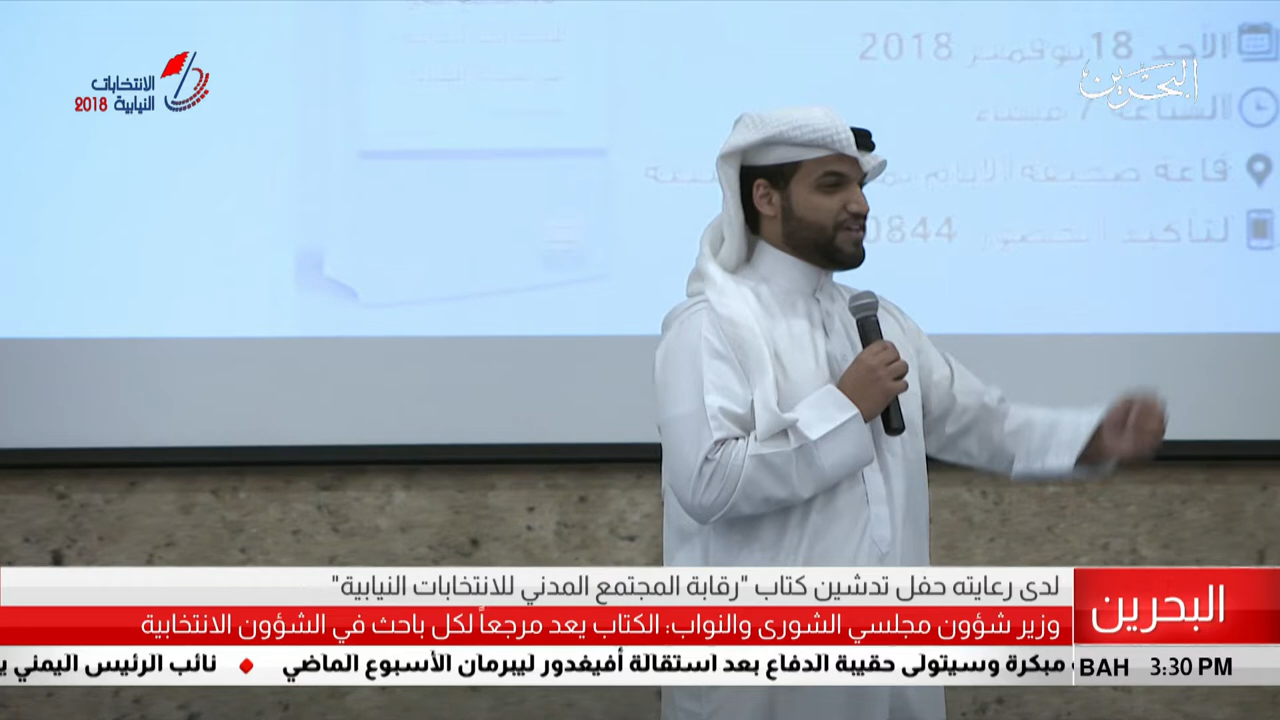 الانتخابات
النيابية 2018
الأحد 18 نوفمبر 2018
البحرين
الساعة / مساء
قاعة صحيفة الأيام
لتأكيد الحضور 0844
لدى رعايته حفل تدشين كتاب "رقابة المجتمع المدني للانتخابات النيابية"
البحرين
وزير شؤون مجلسي الشورى والنواب: الكتاب يعد مرجعاً لكل باحث في الشؤون الانتخابية
مبكرة وسيتولى حقيبة الدفاع بعد استقالة أفيغدور ليبرمان الأسبوع الماضي ◆ نائب الرئيس اليمني
BAH 3:30 PM